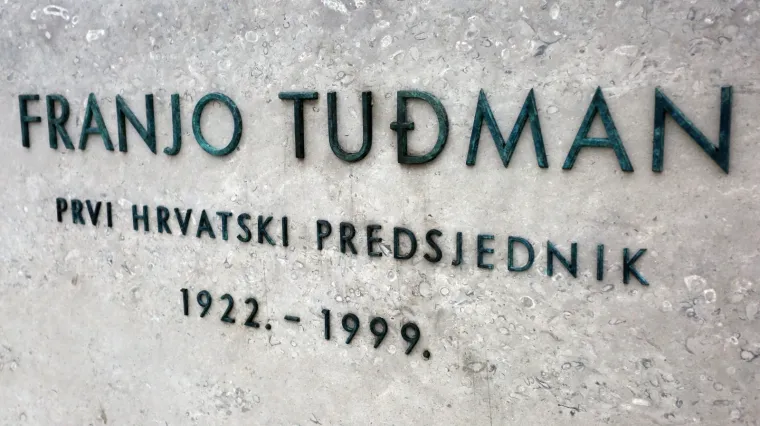 FRANJO TUĐMAN
PRVI HRVATSKI PREDSJEDNIK
1922. – 1999.